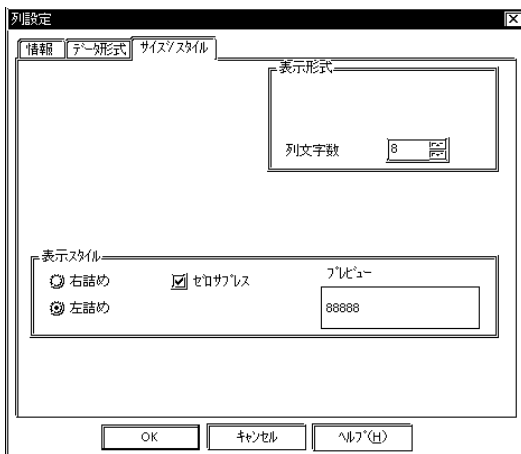 列設定
情報 ﾃﾞｰﾀ形式 ｻｲｽﾞ/ｽﾀｲﾙ
表示形式
列文字数 8
表示ｽﾀｲﾙ
右詰め ｾﾞﾛｻﾌﾟﾚｽ ﾌﾟﾚﾋﾞｭｰ
左詰め 88888
OK ｷｬﾝｾﾙ ﾍﾙﾌﾟ(H)